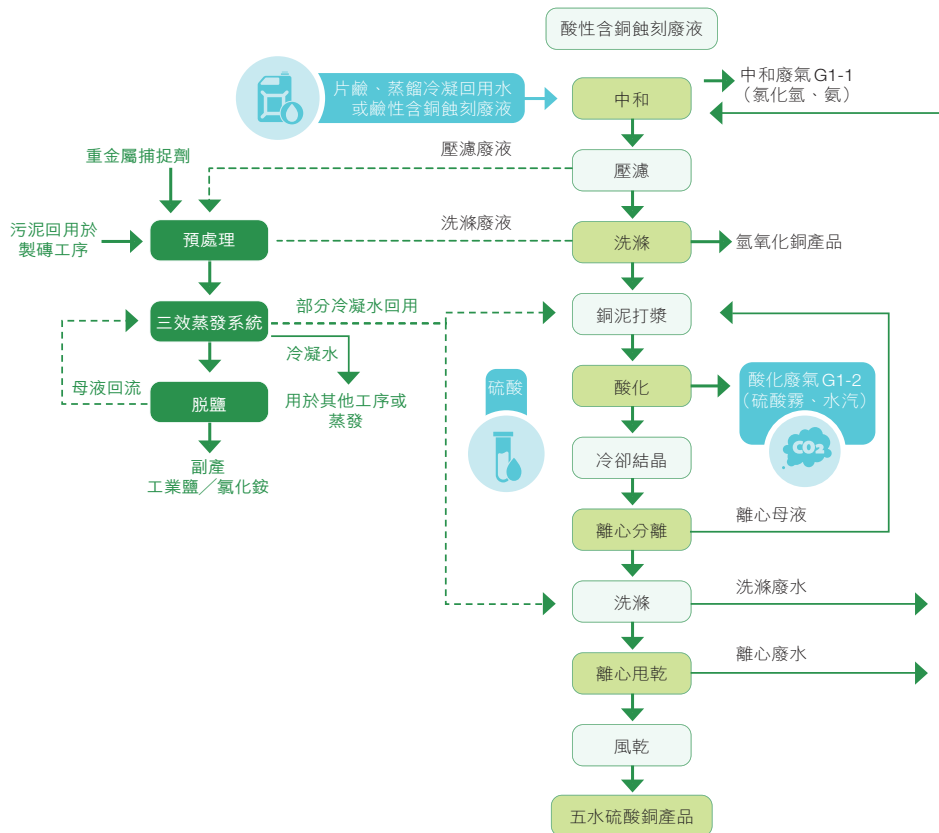 酸性含銅蝕刻廢液
片鹼、蒸餾冷凝回用水
或鹼性含銅蝕刻廢液
中和
中和廢氣G1-1
（氯化氫、氨）
壓濾廢液
壓濾
重金屬捕捉劑
污泥回用於
製磚工序
預處理
洗滌廢液
洗滌
氫氧化銅產品
三效蒸發系統
部分冷凝水回用
銅泥打漿
冷凝水
母液回流
脱鹽
用於其他工序或
蒸發
硫酸
酸化
酸化廢氣G1-2
（硫酸霧、水汽）
CO2
副產
工業鹽／氯化銨
冷卻結晶
離心分離
離心母液
洗滌
洗滌廢水
離心甩乾
離心廢水
風乾
五水硫酸銅產品